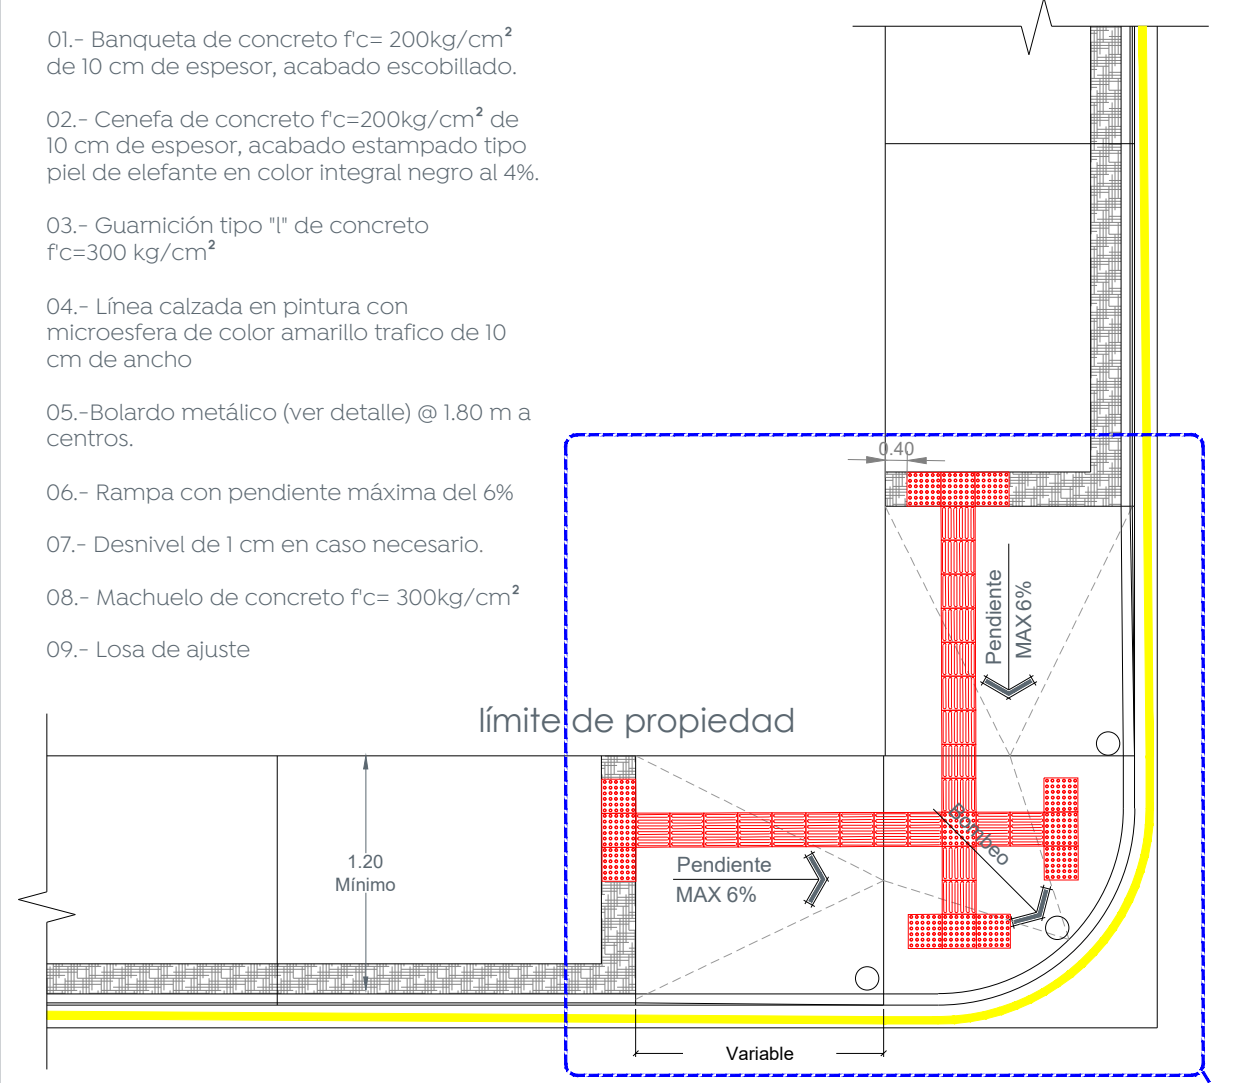 01.- Banqueta de concreto f'c= 200kg/cm²
de 10 cm de espesor, acabado escobillado.
02.- Cenefa de concreto f'c=200kg/cm² de
10 cm de espesor, acabado estampado tipo
piel de elefante en color integral negro al 4%.
03.- Guarnición tipo "l" de concreto
f'c=300 kg/cm²
04.- Línea calzada en pintura con
microesfera de color amarillo trafico de 10
cm de ancho
05.-Bolardo metálico (ver detalle) @ 1.80 m a
centros.
06.- Rampa con pendiente máxima del 6%
07.- Desnivel de 1 cm en caso necesario.
08.- Machuelo de concreto f'c= 300kg/cm²
09.- Losa de ajuste
0.40
Pendiente
MAX 6%
límite de propiedad
Bombeo
1.20
Mínimo
Pendiente
MAX 6%
Variable